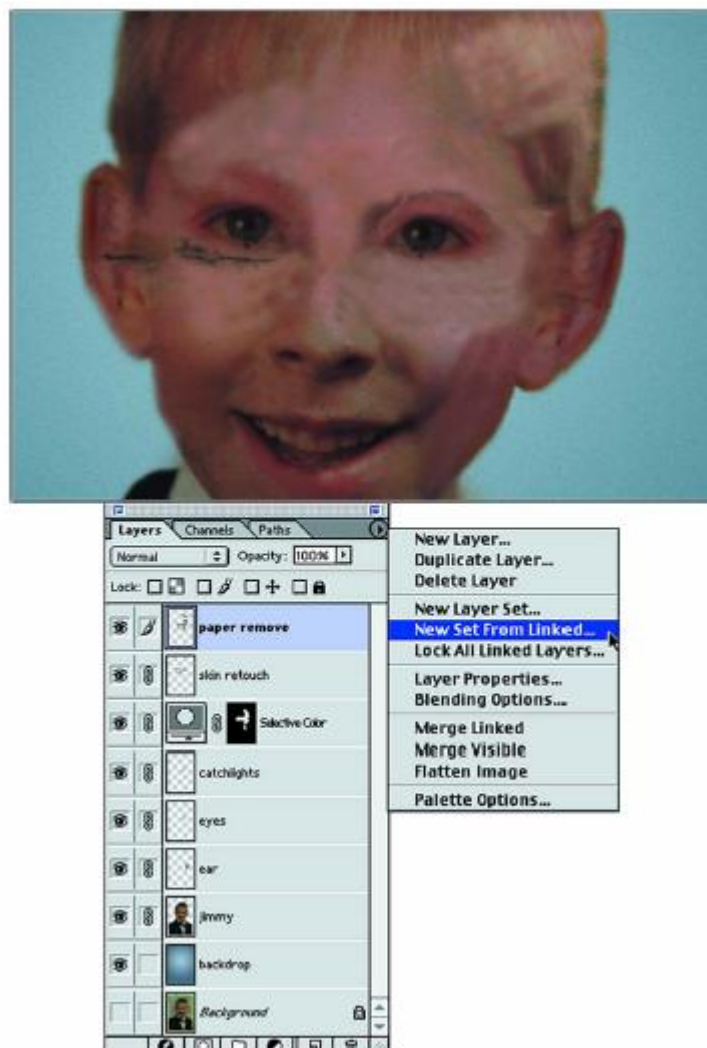 Layers Channels Paths
Normal Opacity: 100%
Lock:
paper remove
skin retouch
Selective Color
catchlights
eyes
ear
jimmy
backdrop
Background
New Layer...
Duplicate Layer...
Delete Layer
New Layer Set...
New Set From Linked...
Lock All Linked Layers...
Layer Properties...
Blending Options...
Merge Linked
Merge Visible
Flatten Image
Palette Options...